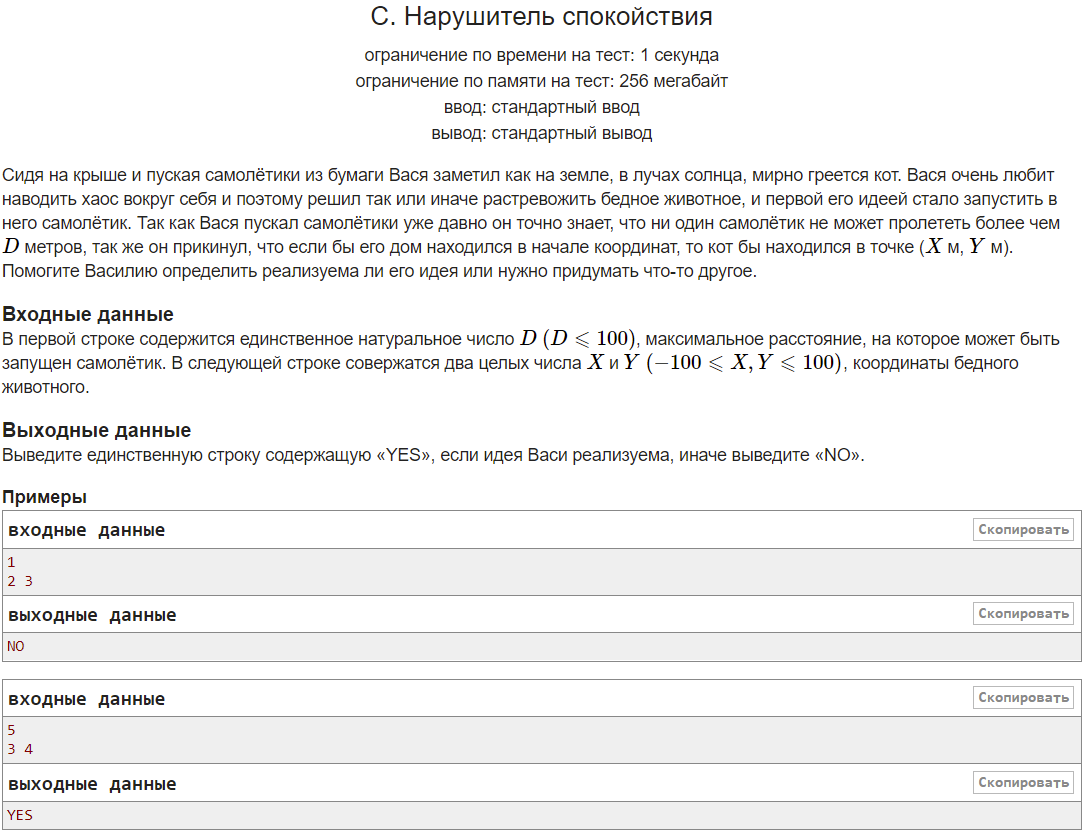 C. Нарушитель спокойствия
ограничение по времени на тест: 1 секунда
ограничение по памяти на тест: 256 мегабайт
ввод: стандартный ввод
вывод: стандартный вывод
Сидя на крыше и пуская самолётики из бумаги Вася заметил как на земле, в лучах солнца, мирно греется кот. Вася очень любит
наводить хаос вокруг себя и поэтому решил так или иначе растревожить бедное животное, и первой его идеей стало запустить в
него самолётик. Так как Вася пускал самолётики уже давно он точно знает, что ни один самолётик не может пролететь более чем
D метров, так же он прикинул, что если бы его дом находился в начале координат, то кот бы находился в точке (X м, Y м).
Помогите Василию определить реализуема ли его идея или нужно придумать что-то другое.
Входные данные
В первой строке содержится единственное натуральное число D (D ⩽ 100), максимальное расстояние, на которое может быть
запущен самолётик. В следующей строке совержатся два целых числа X и Y (−100 ⩽ X, Y ⩽ 100), координаты бедного
животного.
Выходные данные
Выведите единственную строку содержащую «YES», если идея Васи реализуема, иначе выведите «NO».
Примеры
входные данные
Скопировать
1
2 3
выходные данные
Скопировать
NO
входные данные
Скопировать
5
3 4
выходные данные
Скопировать
YES